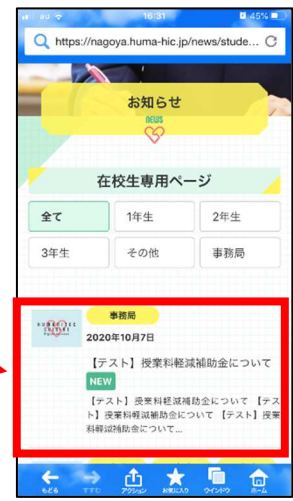 au 16:31 45%
https://nagoya.huma-hic.jp/news/stude...
お知らせ
NEWS
在校生専用ページ
全て 1年生 2年生
3年生 その他 事務局
事務局
2020年10月7日
【テスト】授業料軽減補助金について
NEW
【テスト】授業料軽減補助金について 【テス
ト】授業料軽減補助金について 【テスト】授業
料軽減補助金について...
もどる すすむ アクション お気に入り ウインドウ ホーム